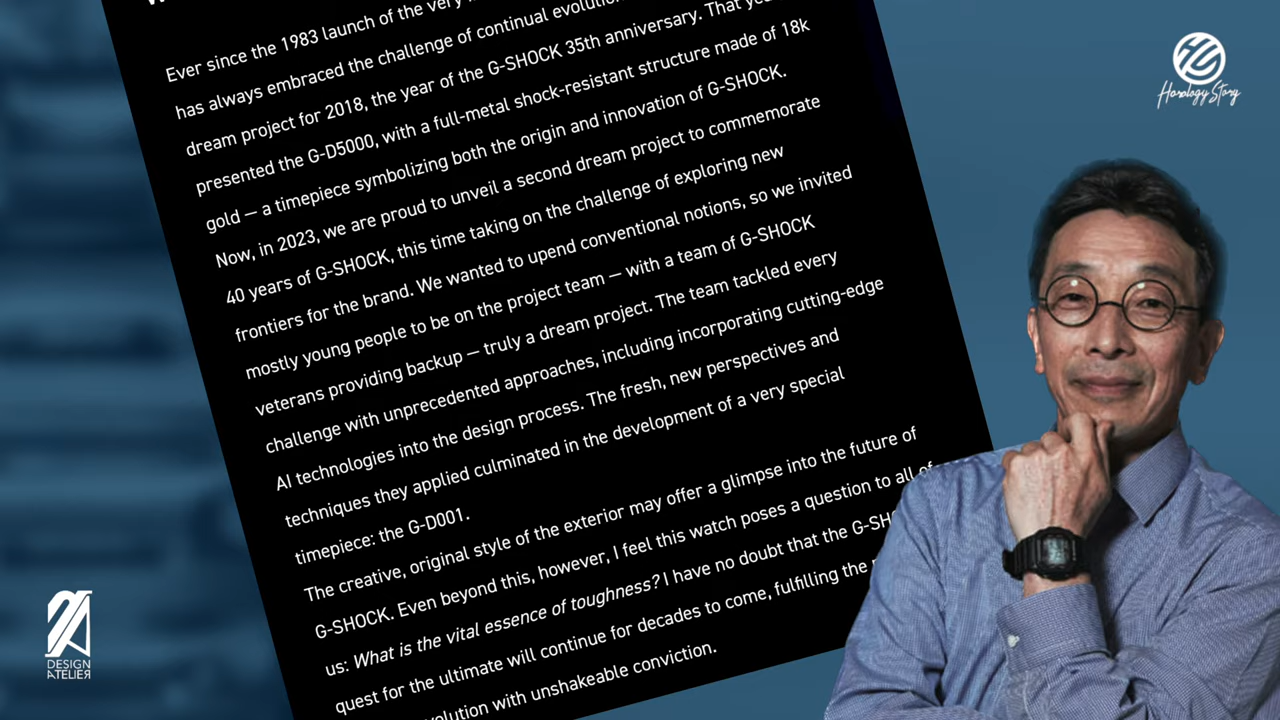 Ever since the 1983 launch of the very
has always embraced the challenge of continual evolution
dream project for 2018, the year of the G-SHOCK 35th anniversary. That year
presented the G-D5000, with a full-metal shock-resistant structure made of 18k
gold — a timepiece symbolizing both the origin and innovation of G-SHOCK.
Now, in 2023, we are proud to unveil a second dream project to commemorate
40 years of G-SHOCK, this time taking on the challenge of exploring new
frontiers for the brand. We wanted to upend conventional notions, so we invited
mostly young people to be on the project team — with a team of G-SHOCK
veterans providing backup — truly a dream project. The team tackled every
challenge with unprecedented approaches, including incorporating cutting-edge
AI technologies into the design process. The fresh, new perspectives and
techniques they applied culminated in the development of a very special
timepiece: the G-D001.
The creative, original style of the exterior may offer a glimpse into the future of
G-SHOCK. Even beyond this, however, I feel this watch poses a question to all of
us: What is the vital essence of toughness? I have no doubt that the
quest for the ultimate will continue for decades to come, fulfilling the
with unshakeable conviction.
Horology Story
DESIGN
ATELIER